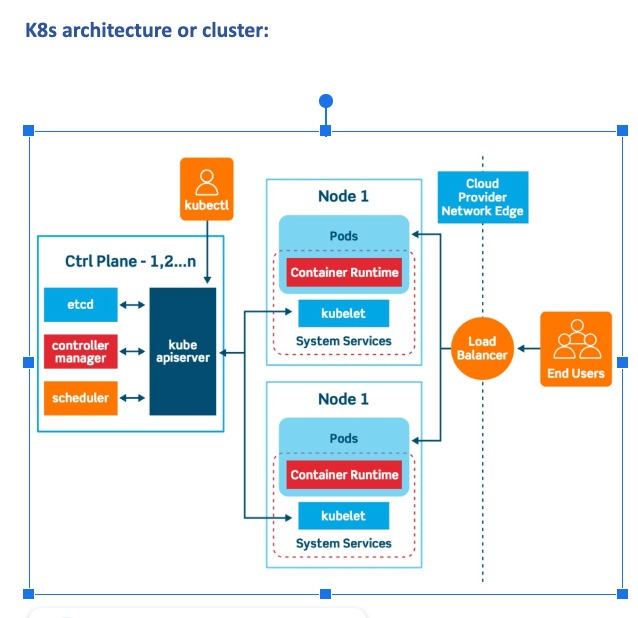 K8s architecture or cluster:
kubectl
Ctrl Plane - 1,2...n
etcd
controller
manager
scheduler
kube
apiserver
Node 1
Pods
Container Runtime
kubelet
System Services
Node 1
Pods
Container Runtime
kubelet
System Services
Cloud
Provider
Network Edge
Load
Balancer
End Users